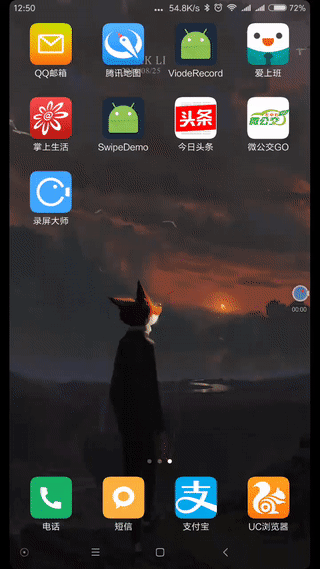 12:50 ... 54.8K/s 72%
QQ邮箱 腾讯地图 ViodeRecord 爱上班
掌上生活 SwipeDemo 今日头条 微公交GO
头条
微公交
录屏大师
00:00
电话 短信 支付宝 UC浏览器
支